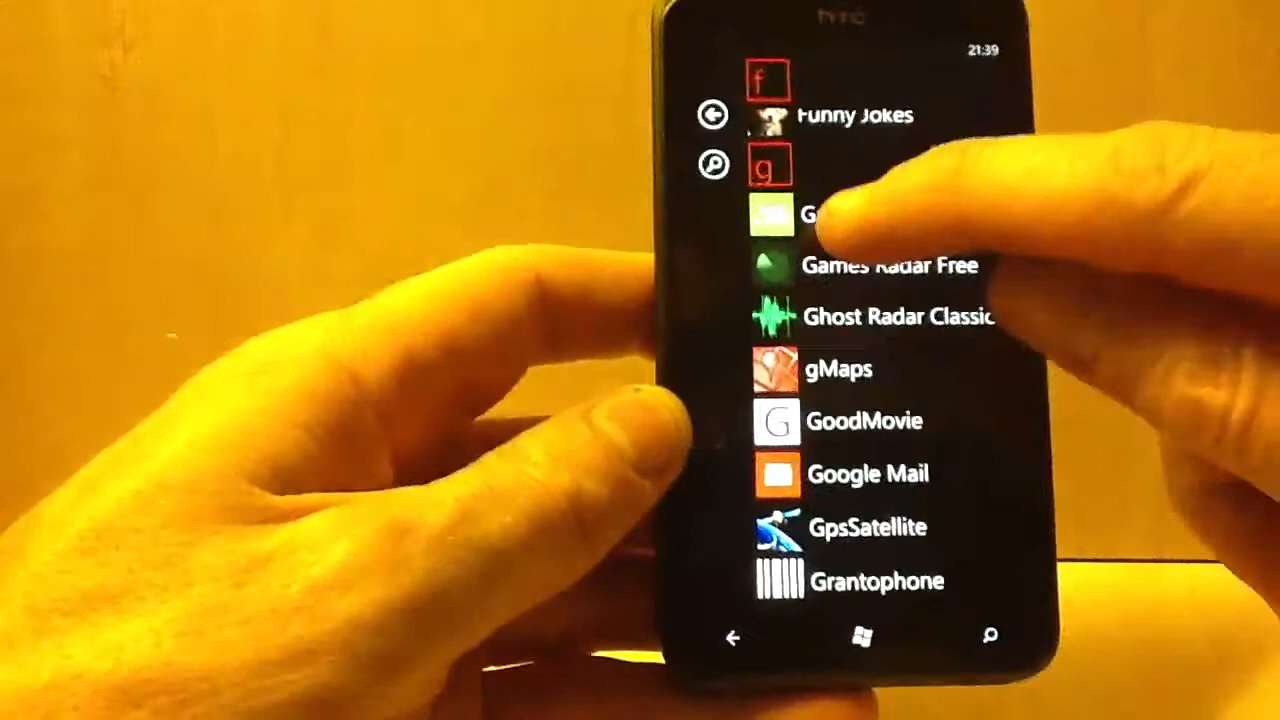 htc
21:39
f
Funny Jokes
g
G
Games Radar Free
Ghost Radar Classic
gMaps
G
GoodMovie
Google Mail
GpsSatellite
Grantophone